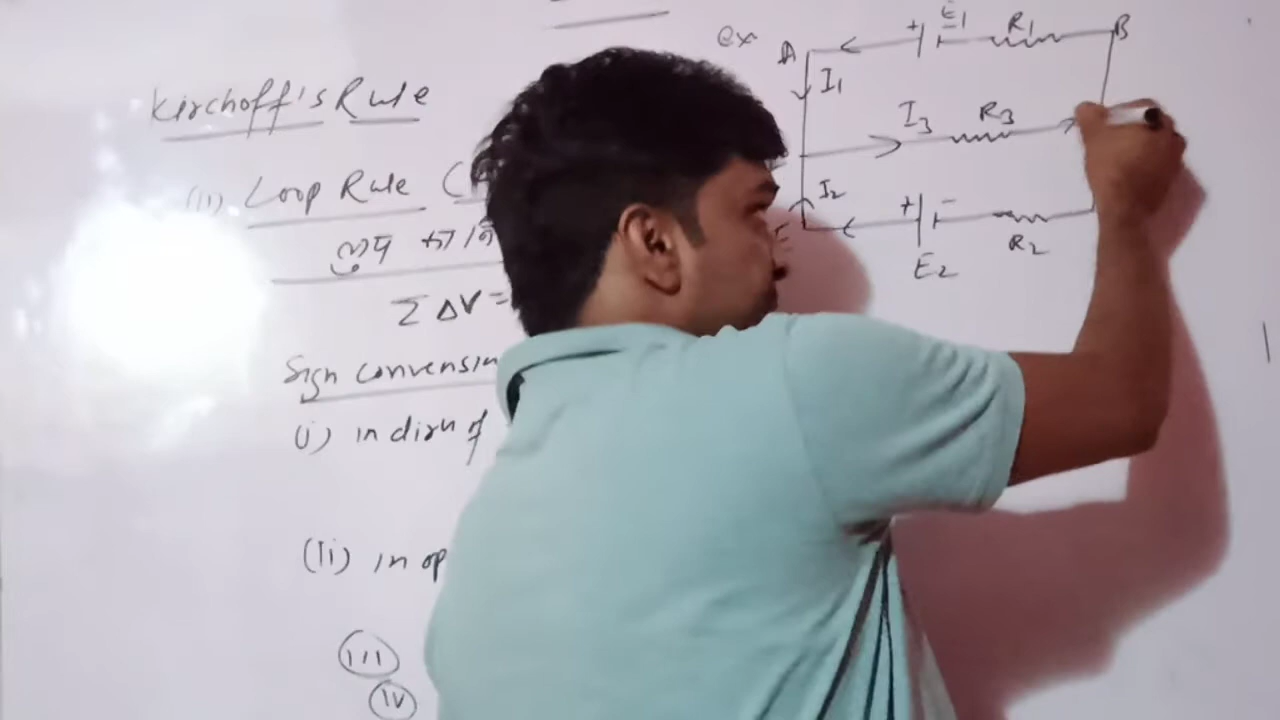 Kirchoff's Rule
(ii) Loop Rule (
लुप का नि
Σ ΔV =
Sign convensin
(i) in dirn of
(ii) in op
(iii)
(iv)
ex
A
E1
R1
B
+
I1
I3
R3
I2
+ -
E2
R2